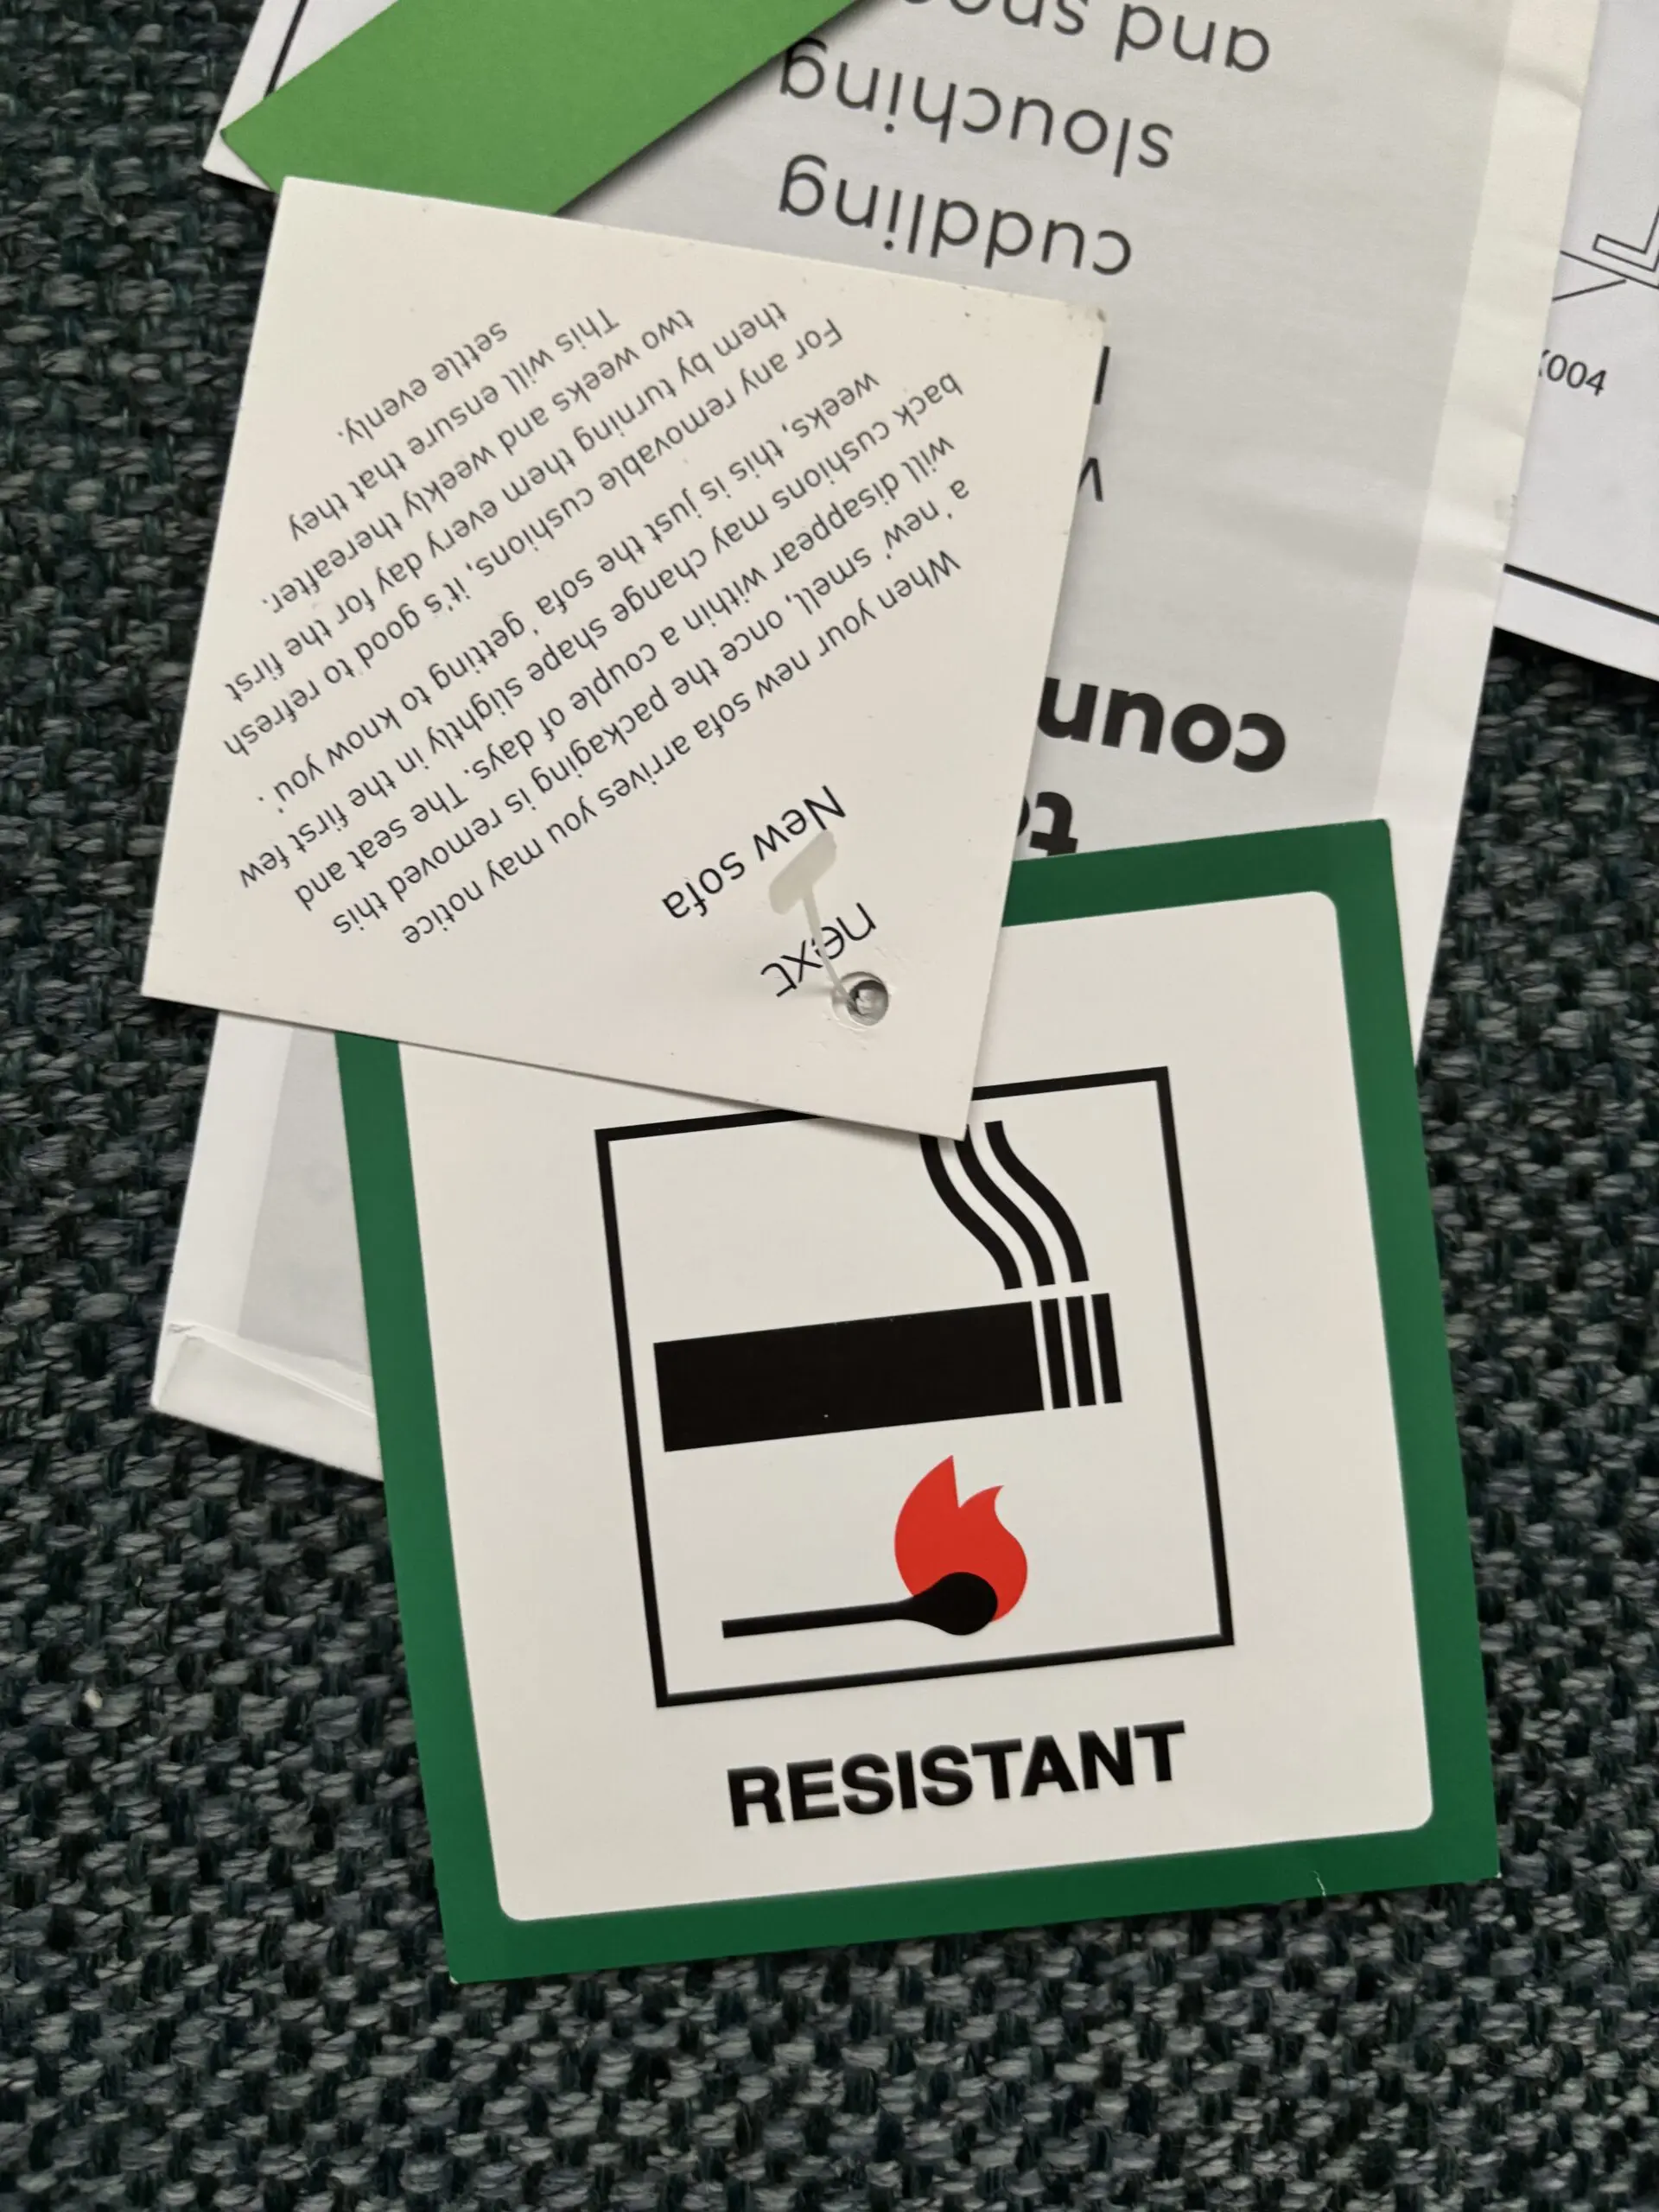 next
New sofa
When your new sofa arrives you may notice
a 'new' smell, once the packaging is removed this
will disappear within a couple of days. The seat and
back cushions may change shape slightly in the first few
weeks, this is just the sofa 'getting to know you'.
For any removable cushions, it's good to refresh
them by turning them every day for the first
two weeks and weekly thereafter.
This will ensure that they
settle evenly.
RESISTANT
cuddling
slouching
and
004